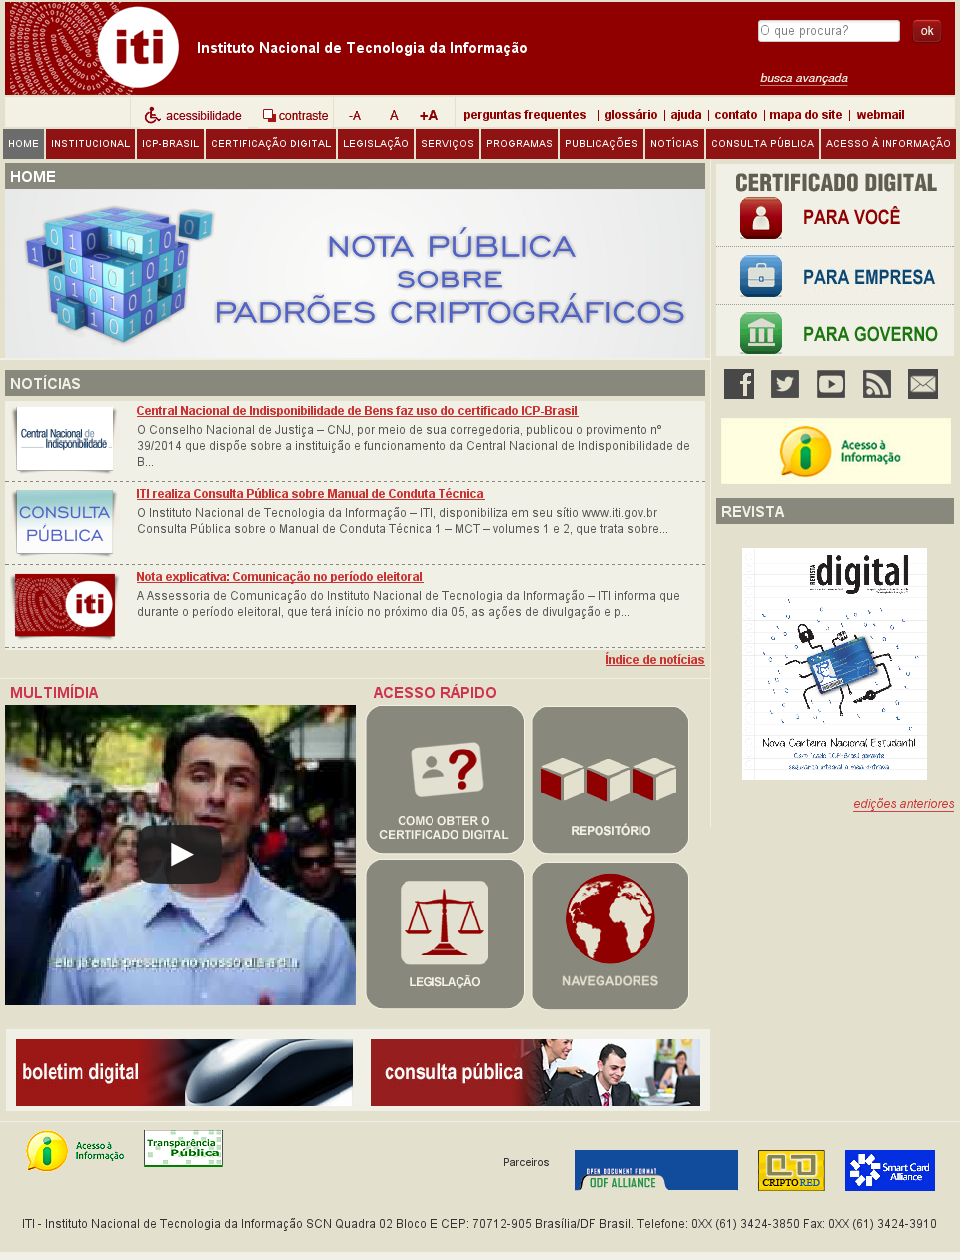 iti
Instituto Nacional de Tecnologia da Informação
O que procura?
ok
busca avançada
acessibilidade
contraste
-A
A
+A
perguntas frequentes | glossário | ajuda | contato | mapa do site | webmail
HOME
INSTITUCIONAL
ICP-BRASIL
CERTIFICAÇÃO DIGITAL
LEGISLAÇÃO
SERVIÇOS
PROGRAMAS
PUBLICAÇÕES
NOTÍCIAS
CONSULTA PÚBLICA
ACESSO À INFORMAÇÃO
HOME
NOTA PÚBLICA
SOBRE
PADRÕES CRIPTOGRÁFICOS
NOTÍCIAS
Central Nacional de
Indisponibilidade
Central Nacional de Indisponibilidade de Bens faz uso do certificado ICP-Brasil
O Conselho Nacional de Justiça – CNJ, por meio de sua corregedoria, publicou o provimento n°
39/2014 que dispõe sobre a instituição e funcionamento da Central Nacional de Indisponibilidade de
B...
CONSULTA
PÚBLICA
ITI realiza Consulta Pública sobre Manual de Conduta Técnica
O Instituto Nacional de Tecnologia da Informação – ITI, disponibiliza em seu sítio www.iti.gov.br
Consulta Pública sobre o Manual de Conduta Técnica 1 – MCT – volumes 1 e 2, que trata sobre...
iti
Nota explicativa: Comunicação no período eleitoral
A Assessoria de Comunicação do Instituto Nacional de Tecnologia da Informação – ITI informa que
durante o período eleitoral, que terá início no próximo dia 05, as ações de divulgação e p...
Índice de notícias
MULTIMÍDIA
presente no nosso dia a dia
ACESSO RÁPIDO
COMO OBTER O
CERTIFICADO DIGITAL
REPOSITÓRIO
LEGISLAÇÃO
NAVEGADORES
boletim digital
consulta pública
CERTIFICADO DIGITAL
PARA VOCÊ
PARA EMPRESA
PARA GOVERNO
Acesso à
Informação
REVISTA
REVISTA
digital
Nova Carteira Nacional Estudantil
Certificado ICP-Brasil garante
segurança integral a meia-entrada
edições anteriores
Acesso à
Informação
Transparência
Pública
Parceiros
OPEN DOCUMENT FORMAT
ODF ALLIANCE
CRIPTORED
Smart Card
Alliance
ITI - Instituto Nacional de Tecnologia da Informação SCN Quadra 02 Bloco E CEP: 70712-905 Brasília/DF Brasil. Telefone: 0XX (61) 3424-3850 Fax: 0XX (61) 3424-3910